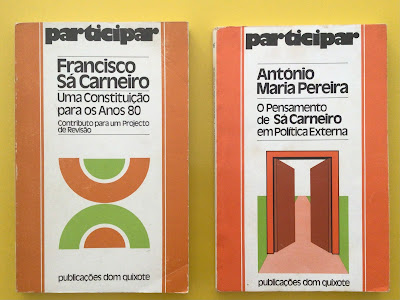 participar
Francisco
Sá Carneiro
Uma Constituição
para os Anos 80
Contributo para um Projecto
de Revisão
publicações dom quixote
participar
António
Maria Pereira
O Pensamento
de Sá Carneiro
em Política Externa
publicações dom quixote